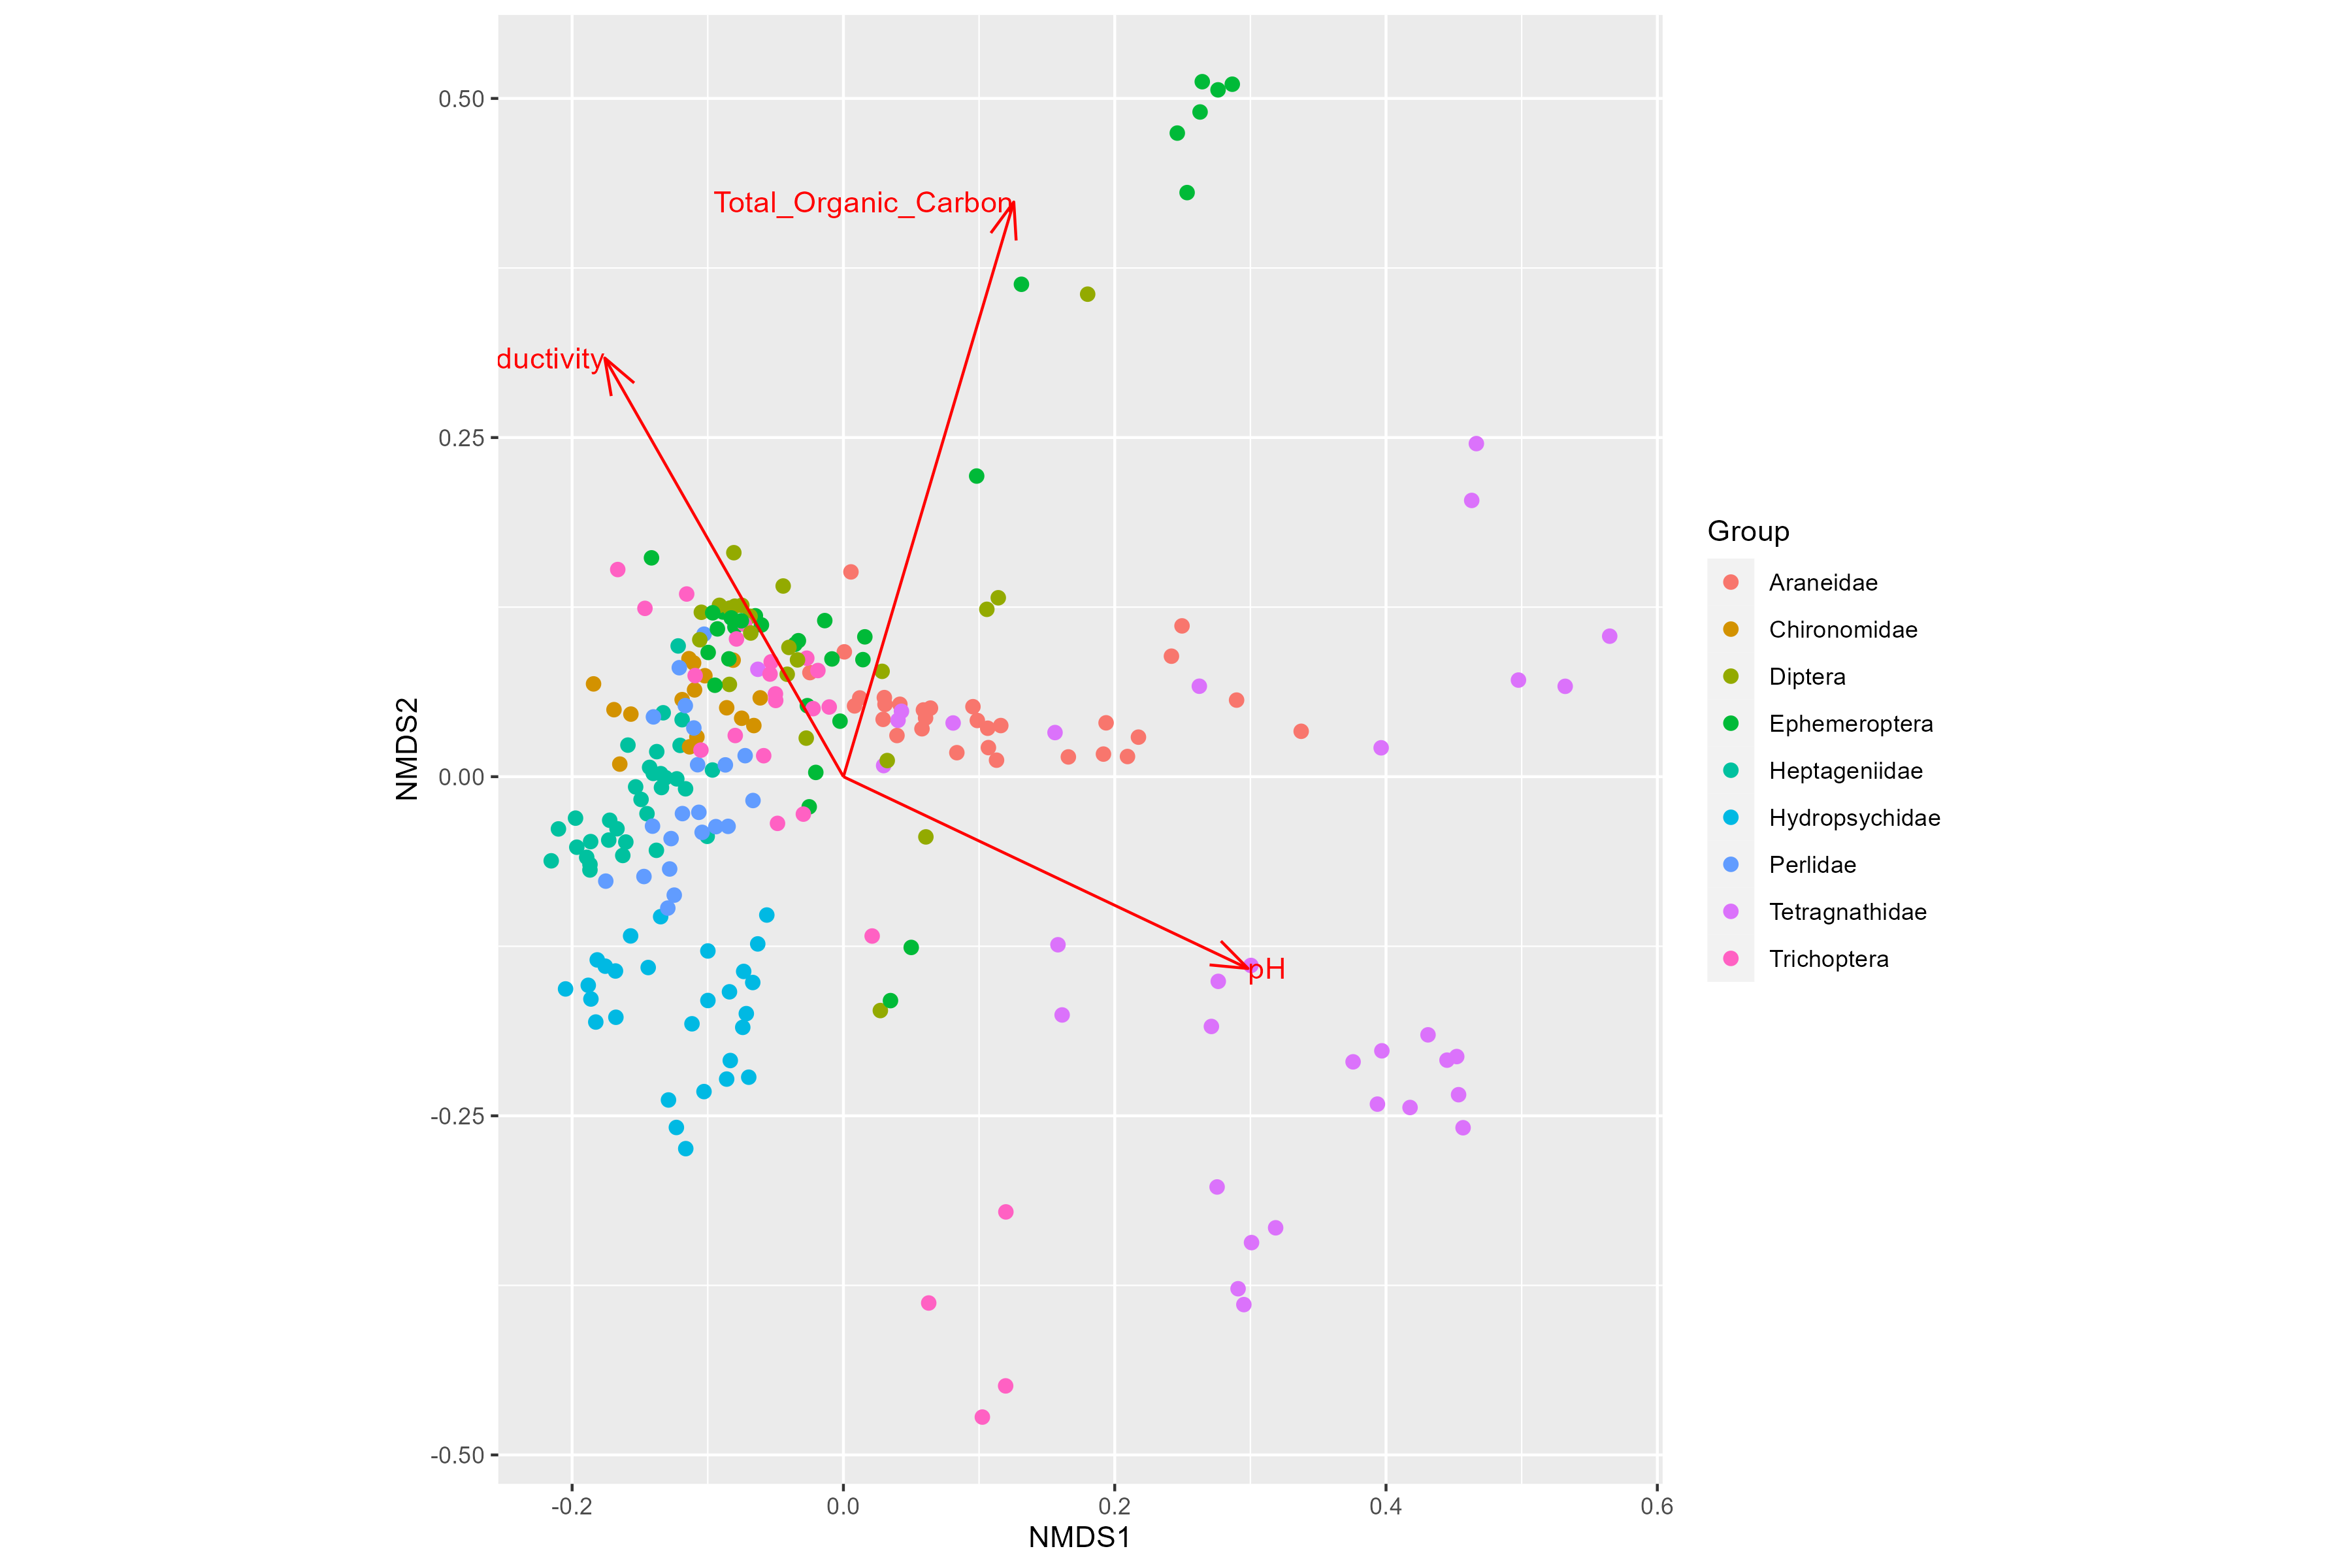 0.50
Total_Organic_Carbon
ductivity
0.25
NMDS2
0.00
pH
-0.25
-0.50
-0.2
0.0
0.2
0.4
0.6
NMDS1
Group
Araneidae
Chironomidae
Diptera
Ephemeroptera
Heptageniidae
Hydropsychidae
Perlidae
Tetragnathidae
Trichoptera